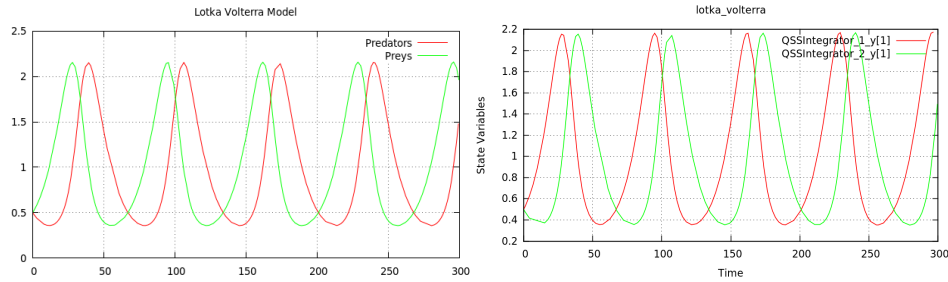 Lotka Volterra Model
2.5
2
1.5
1
0.5
0
0 50 100 150 200 250 300
Predators
Preys
lotka_volterra
State Variables
2.2
2
1.8
1.6
1.4
1.2
1
0.8
0.6
0.4
0.2
0 50 100 150 200 250 300
Time
QSSIntegrator_1_y[1]
QSSIntegrator_2_y[1]